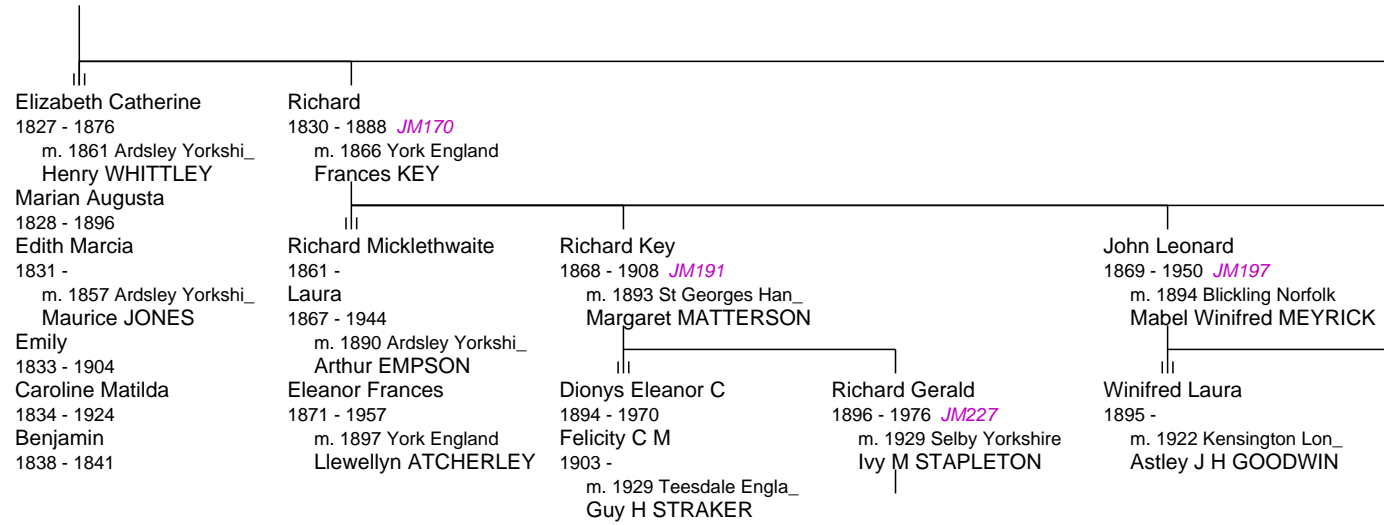 Elizabeth Catherine
1827 - 1876
m. 1861 Ardsley Yorkshi_
Henry WHITTLEY
Marian Augusta
1828 - 1896
Edith Marcia
1831 -
m. 1857 Ardsley Yorkshi_
Maurice JONES
Emily
1833 - 1904
Caroline Matilda
1834 - 1924
Benjamin
1838 - 1841
Richard
1830 - 1888 JM170
m. 1866 York England
Frances KEY
Richard Micklethwaite
1861 -
Laura
1867 - 1944
m. 1890 Ardsley Yorkshi_
Arthur EMPSON
Eleanor Frances
1871 - 1957
m. 1897 York England
Llewellyn ATCHERLEY
Richard Key
1868 - 1908 JM191
m. 1893 St Georges Han_
Margaret MATTERSON
Dionys Eleanor C
1894 - 1970
Felicity C M
1903 -
m. 1929 Teesdale Engla_
Guy H STRAKER
Richard Gerald
1896 - 1976 JM227
m. 1929 Selby Yorkshire
Ivy M STAPLETON
John Leonard
1869 - 1950 JM197
m. 1894 Blickling Norfolk
Mabel Winifred MEYRICK
Winifred Laura
1895 -
m. 1922 Kensington Lon_
Astley J H GOODWIN